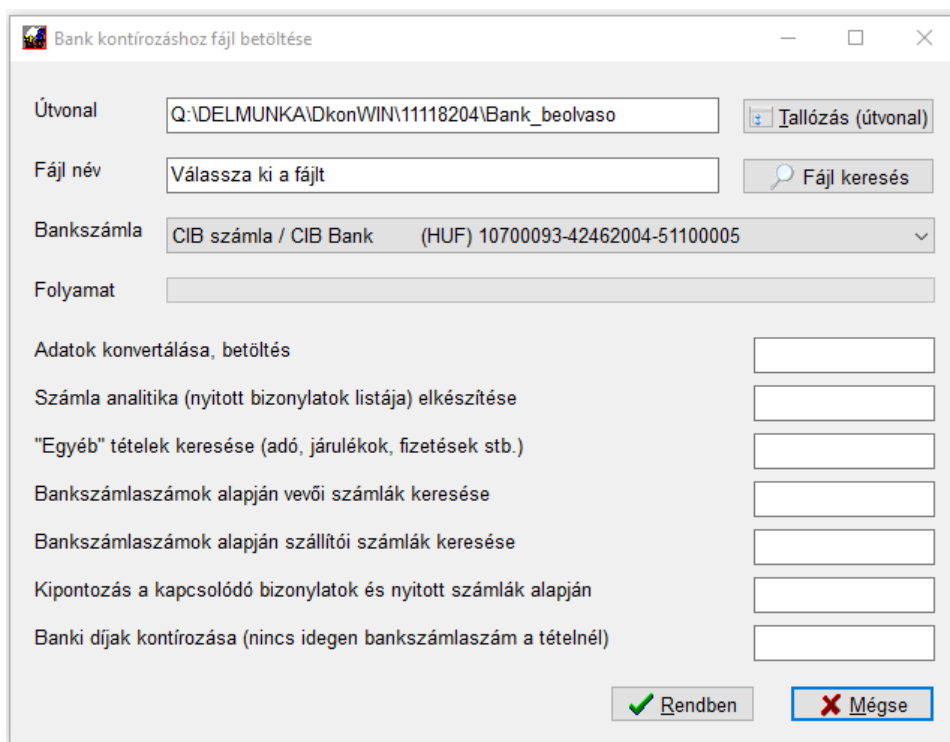 Bank kontírozáshoz fájl betöltése
Útvonal Q:\DELMUNKA\DkonWIN\11118204\Bank_beolvaso Tallózás (útvonal)
Fájl név Válassza ki a fájlt Fájl keresés
Bankszámla CIB számla / CIB Bank (HUF) 10700093-42462004-51100005
Folyamat
Adatok konvertálása, betöltés
Számla analitika (nyitott bizonylatok listája) elkészítése
"Egyéb" tételek keresése (adó, járulékok, fizetések stb.)
Bankszámlaszámok alapján vevői számlák keresése
Bankszámlaszámok alapján szállítói számlák keresése
Kipontozás a kapcsolódó bizonylatok és nyitott számlák alapján
Banki díjak kontírozása (nincs idegen bankszámlaszám a tételnél)
Rendben Mégse